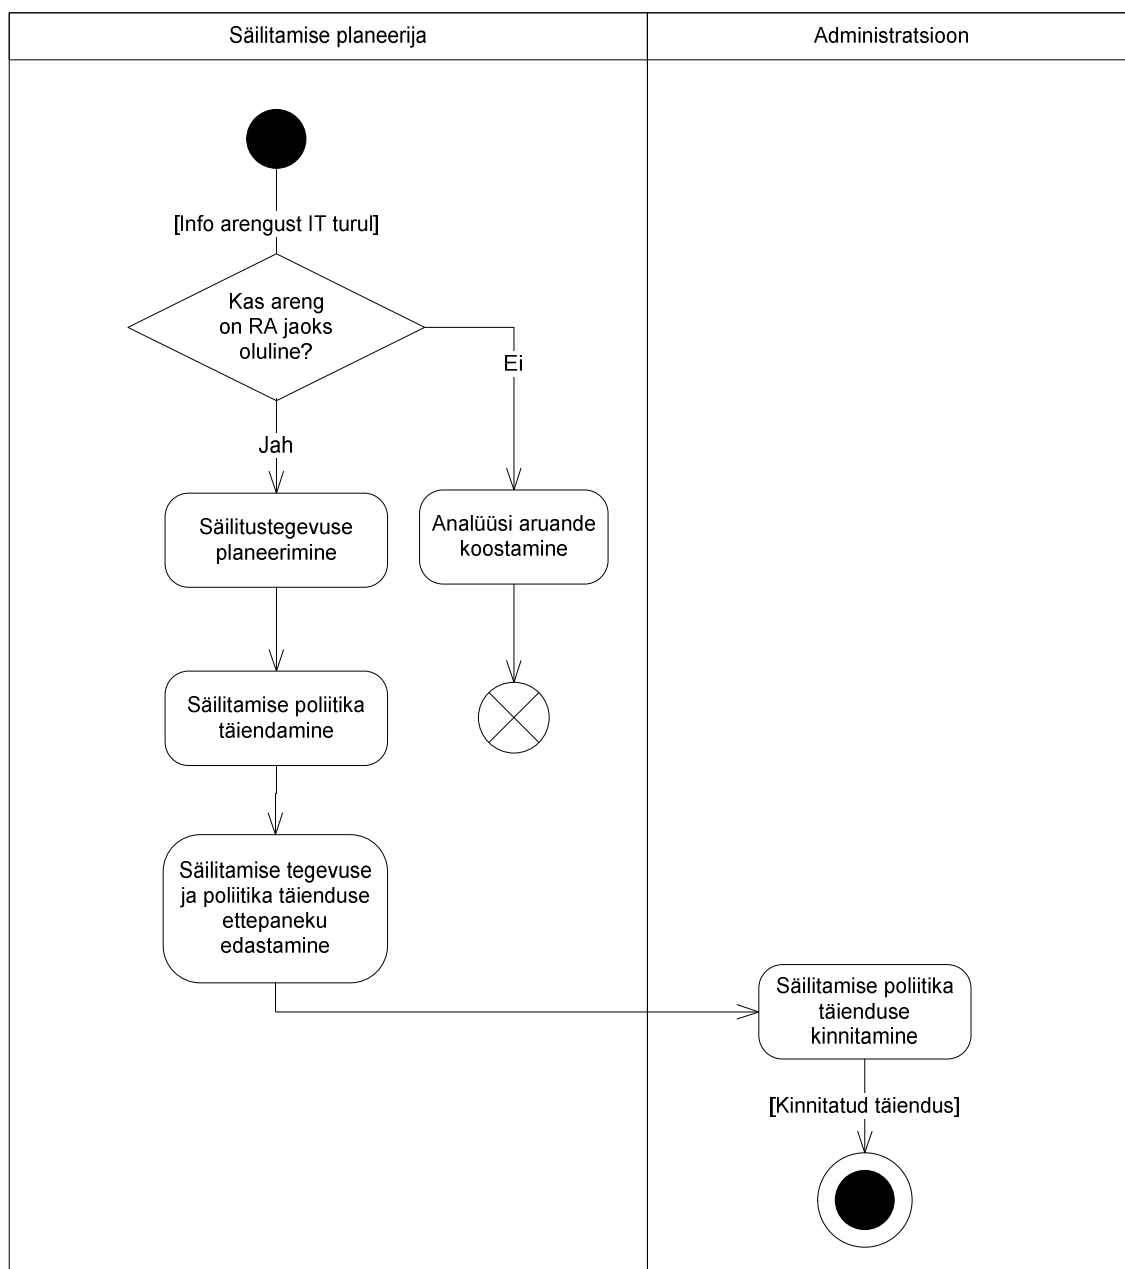 Säilitamise planeerija
Administratsioon
[Info arengust IT turul]
Kas areng
on RA jaoks
oluline?
Ei
Jah
Säilitustegevuse
planeerimine
Analüüsi aruande
koostamine
Säilitamise poliitika
täiendamine
Säilitamise tegevuse
ja poliitika täienduse
ettepaneku
edastamine
Säilitamise poliitika
täienduse
kinnitamine
[Kinnitatud täiendus]